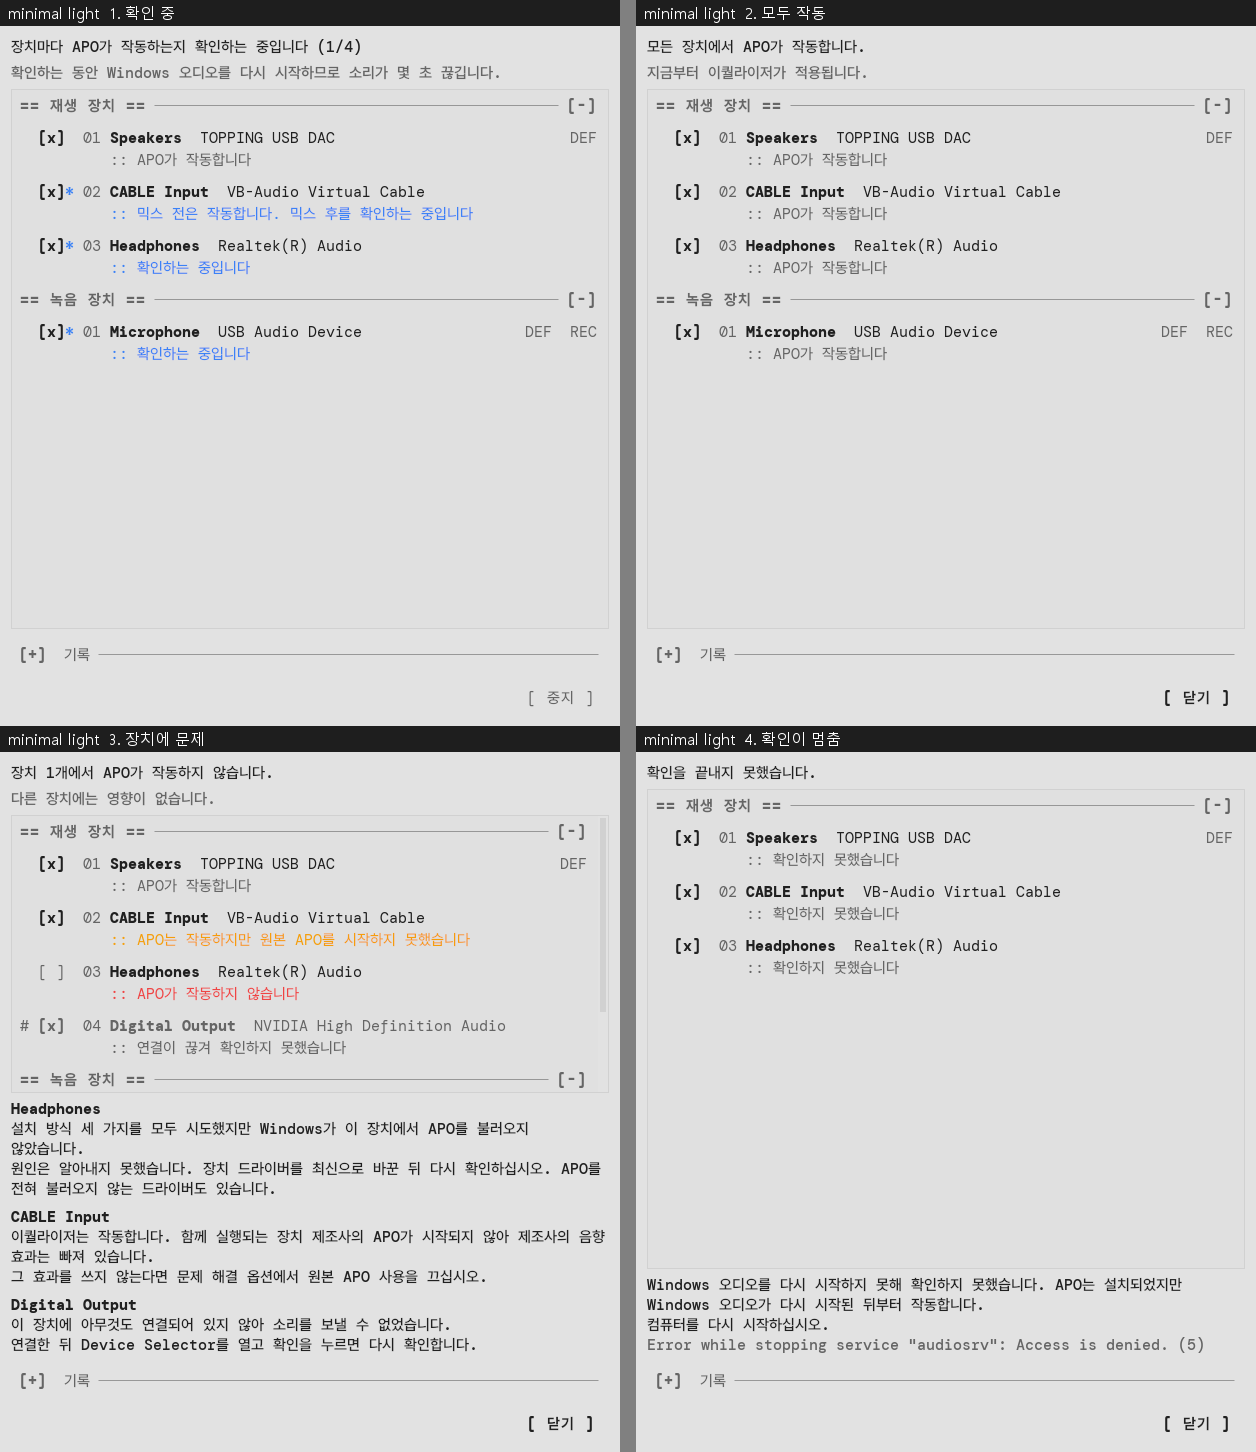 minimal light 1. 확인 중
장치마다 APO가 작동하는지 확인하는 중입니다 (1/4)
확인하는 동안 Windows 오디오를 다시 시작하므로 소리가 몇 초 끊깁니다.
== 재생 장치 == [-]
[x] 01 Speakers TOPPING USB DAC DEF
:: APO가 작동합니다
[x]* 02 CABLE Input VB-Audio Virtual Cable
:: 믹스 전은 작동합니다. 믹스 후를 확인하는 중입니다
[x]* 03 Headphones Realtek(R) Audio
:: 확인하는 중입니다
== 녹음 장치 == [-]
[x]* 01 Microphone USB Audio Device DEF REC
:: 확인하는 중입니다
[+] 기록
[ 중지 ]
minimal light 2. 모두 작동
모든 장치에서 APO가 작동합니다.
지금부터 이퀄라이저가 적용됩니다.
== 재생 장치 == [-]
[x] 01 Speakers TOPPING USB DAC DEF
:: APO가 작동합니다
[x] 02 CABLE Input VB-Audio Virtual Cable
:: APO가 작동합니다
[x] 03 Headphones Realtek(R) Audio
:: APO가 작동합니다
== 녹음 장치 == [-]
[x] 01 Microphone USB Audio Device DEF REC
:: APO가 작동합니다
[+] 기록
[ 닫기 ]
minimal light 3. 장치에 문제
장치 1개에서 APO가 작동하지 않습니다.
다른 장치에는 영향이 없습니다.
== 재생 장치 == [-]
[x] 01 Speakers TOPPING USB DAC DEF
:: APO가 작동합니다
[x] 02 CABLE Input VB-Audio Virtual Cable
:: APO는 작동하지만 원본 APO를 시작하지 못했습니다
[ ] 03 Headphones Realtek(R) Audio
:: APO가 작동하지 않습니다
# [x] 04 Digital Output NVIDIA High Definition Audio
:: 연결이 끊겨 확인하지 못했습니다
== 녹음 장치 == [-]
Headphones
설치 방식 세 가지를 모두 시도했지만 Windows가 이 장치에서 APO를 불러오지
않았습니다.
원인은 알아내지 못했습니다. 장치 드라이버를 최신으로 바꾼 뒤 다시 확인하십시오. APO를
전혀 불러오지 않는 드라이버도 있습니다.
CABLE Input
이퀄라이저는 작동합니다. 함께 실행되는 장치 제조사의 APO가 시작되지 않아 제조사의 음향
효과는 빠져 있습니다.
그 효과를 쓰지 않는다면 문제 해결 옵션에서 원본 APO 사용을 끄십시오.
Digital Output
이 장치에 아무것도 연결되어 있지 않아 소리를 보낼 수 없었습니다.
연결한 뒤 Device Selector를 열고 확인을 누르면 다시 확인합니다.
[+] 기록
[ 닫기 ]
minimal light 4. 확인이 멈춤
확인을 끝내지 못했습니다.
== 재생 장치 == [-]
[x] 01 Speakers TOPPING USB DAC DEF
:: 확인하지 못했습니다
[x] 02 CABLE Input VB-Audio Virtual Cable
:: 확인하지 못했습니다
[x] 03 Headphones Realtek(R) Audio
:: 확인하지 못했습니다
Windows 오디오를 다시 시작하지 못해 확인하지 못했습니다. APO는 설치되었지만
Windows 오디오가 다시 시작된 뒤부터 작동합니다.
컴퓨터를 다시 시작하십시오.
Error while stopping service "audiosrv": Access is denied. (5)
[+] 기록
[ 닫기 ]